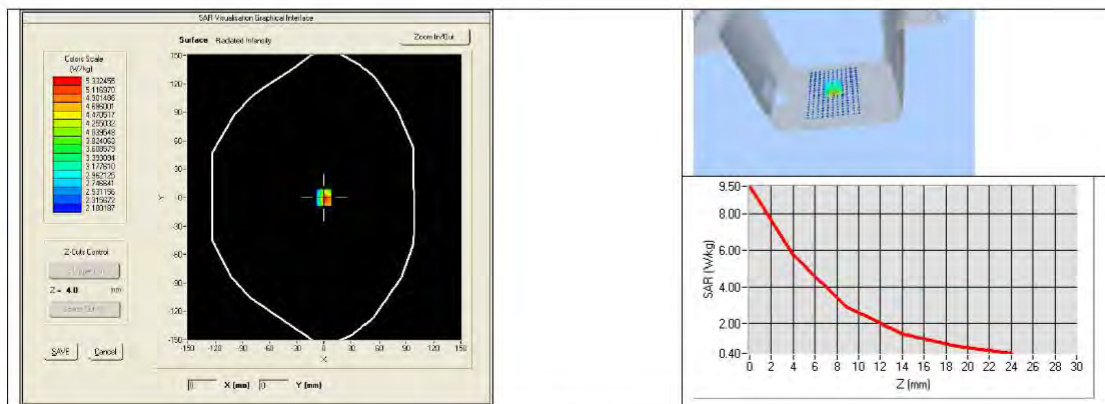 SAR Visualisation Graphical Interface
Surface Radiated Intensity
Zoom In/Out
Colors Scale
(W/kg)
5.332455
5.116970
4.901486
4.686001
4.470517
4.255032
4.039548
3.824063
3.608579
3.393094
3.177610
2.962125
2.746641
2.531156
2.315672
2.100187
150
120
90
60
30
Y
-0
-30
-60
-90
-120
-150
-150 -120 -90 -60 -30 0 30 60 90 120 150
X
Z-Cuts Control
Z = 4.0 mm
SAVE Cancel
0 X (mm) 0 Y (mm)
9.50
8.00
6.00
4.00
2.00
0.40
SAR (W/kg)
0 2 4 6 8 10 12 14 16 18 20 22 24 26 28 30
Z (mm)